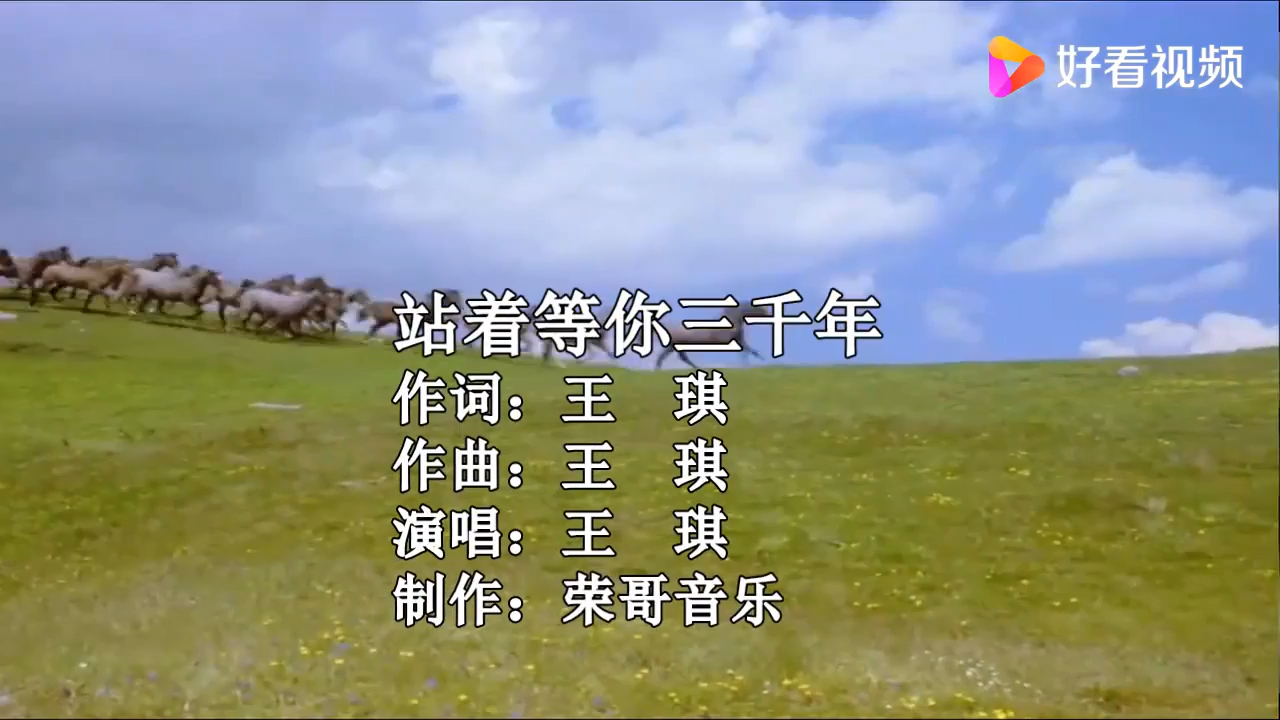 好看视频
站着等你三千年
作词：王 琪
作曲：王 琪
演唱：王 琪
制作：荣哥音乐